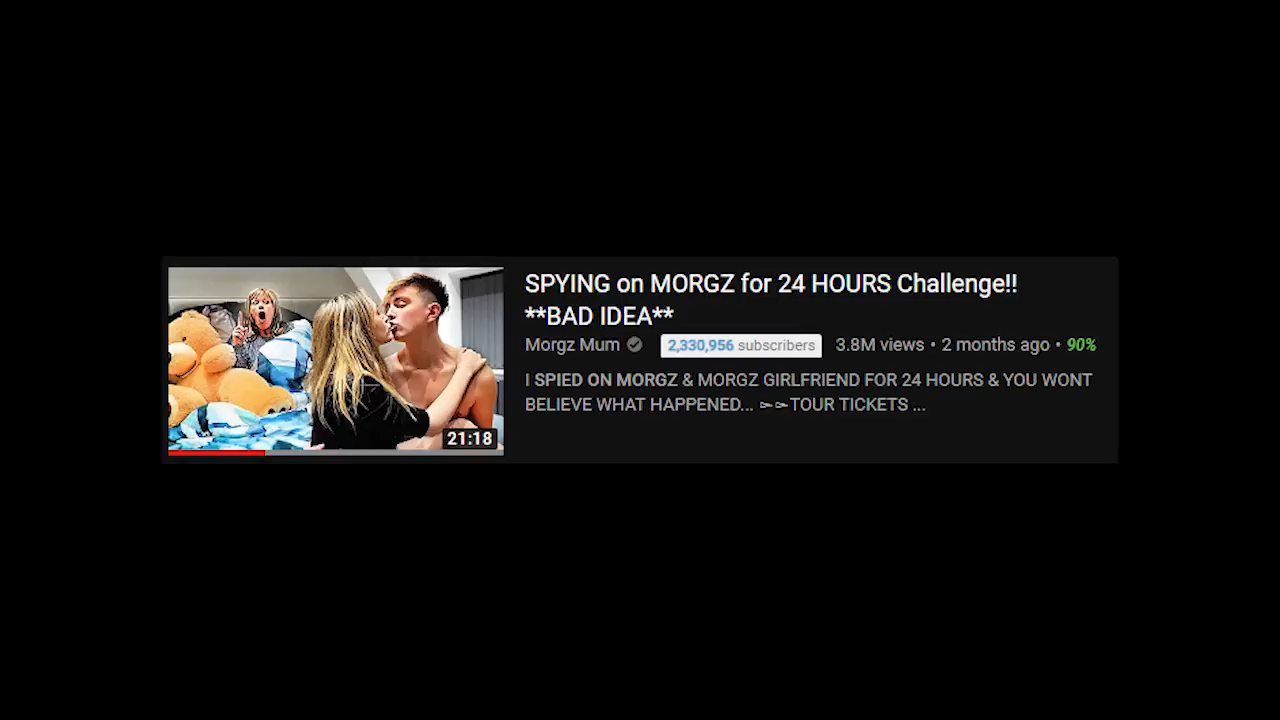 SPYING on MORGZ for 24 HOURS Challenge!!
**BAD IDEA**
Morgz Mum 2,330,956 subscribers 3.8M views • 2 months ago • 90%
I SPIED ON MORGZ & MORGZ GIRLFRIEND FOR 24 HOURS & YOU WONT
BELIEVE WHAT HAPPENED... ➢➢TOUR TICKETS ...
21:18